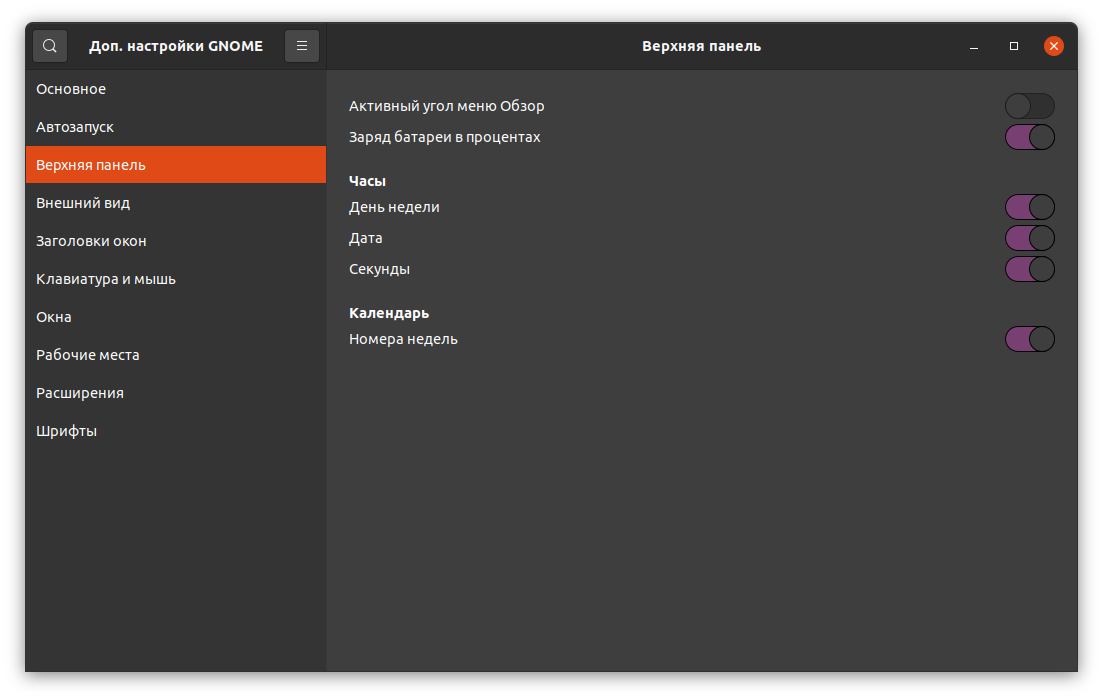 Доп. настройки GNOME
Верхняя панель
Основное
Автозапуск
Верхняя панель
Внешний вид
Заголовки окон
Клавиатура и мышь
Окна
Рабочие места
Расширения
Шрифты
Активный угол меню Обзор
Заряд батареи в процентах
Часы
День недели
Дата
Секунды
Календарь
Номера недель